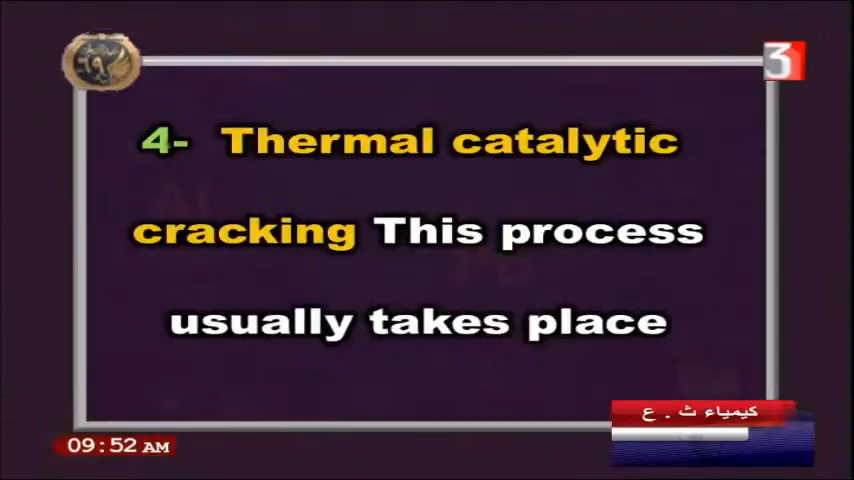 3
4- Thermal catalytic
cracking This process
usually takes place
كيمياء ث . ع
09:52 AM